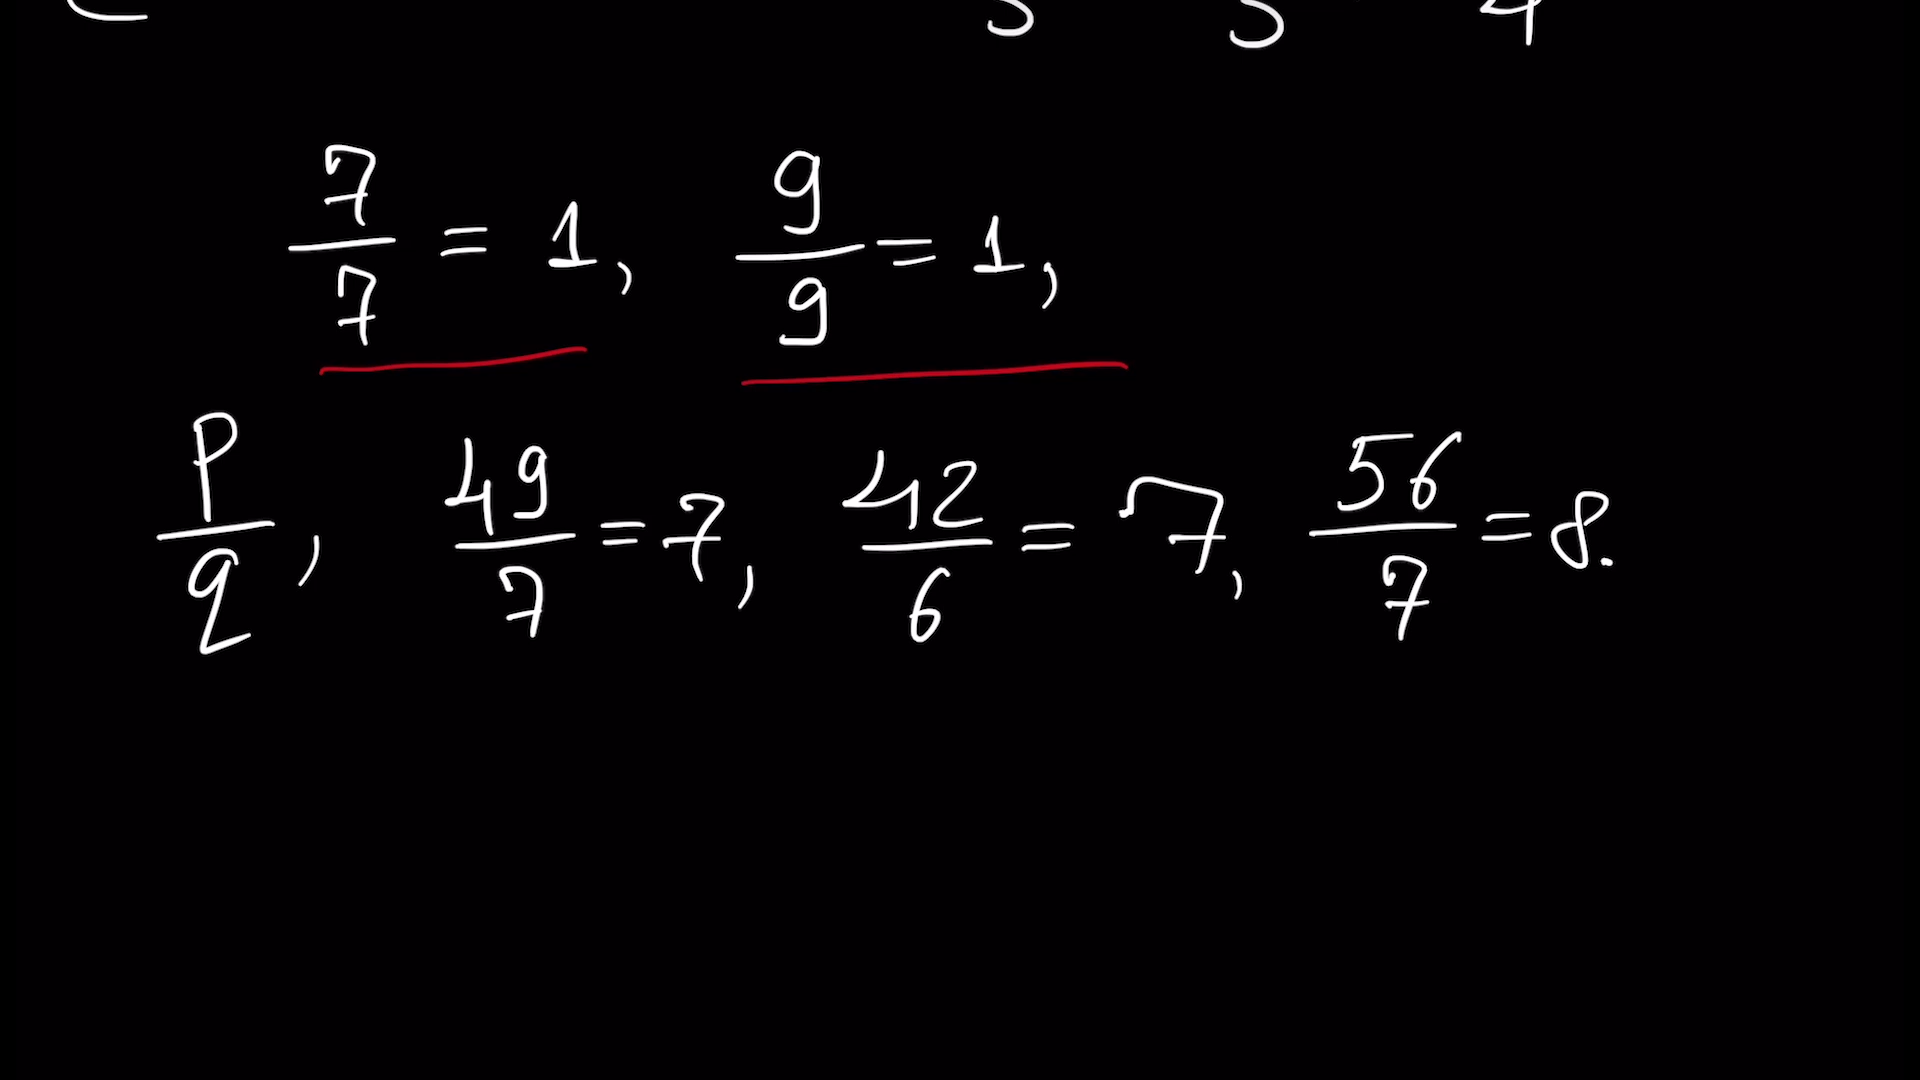 7/7 = 1, 9/9 = 1,
p/q, 49/7 = 7, 42/6 = 7, 56/7 = 8.